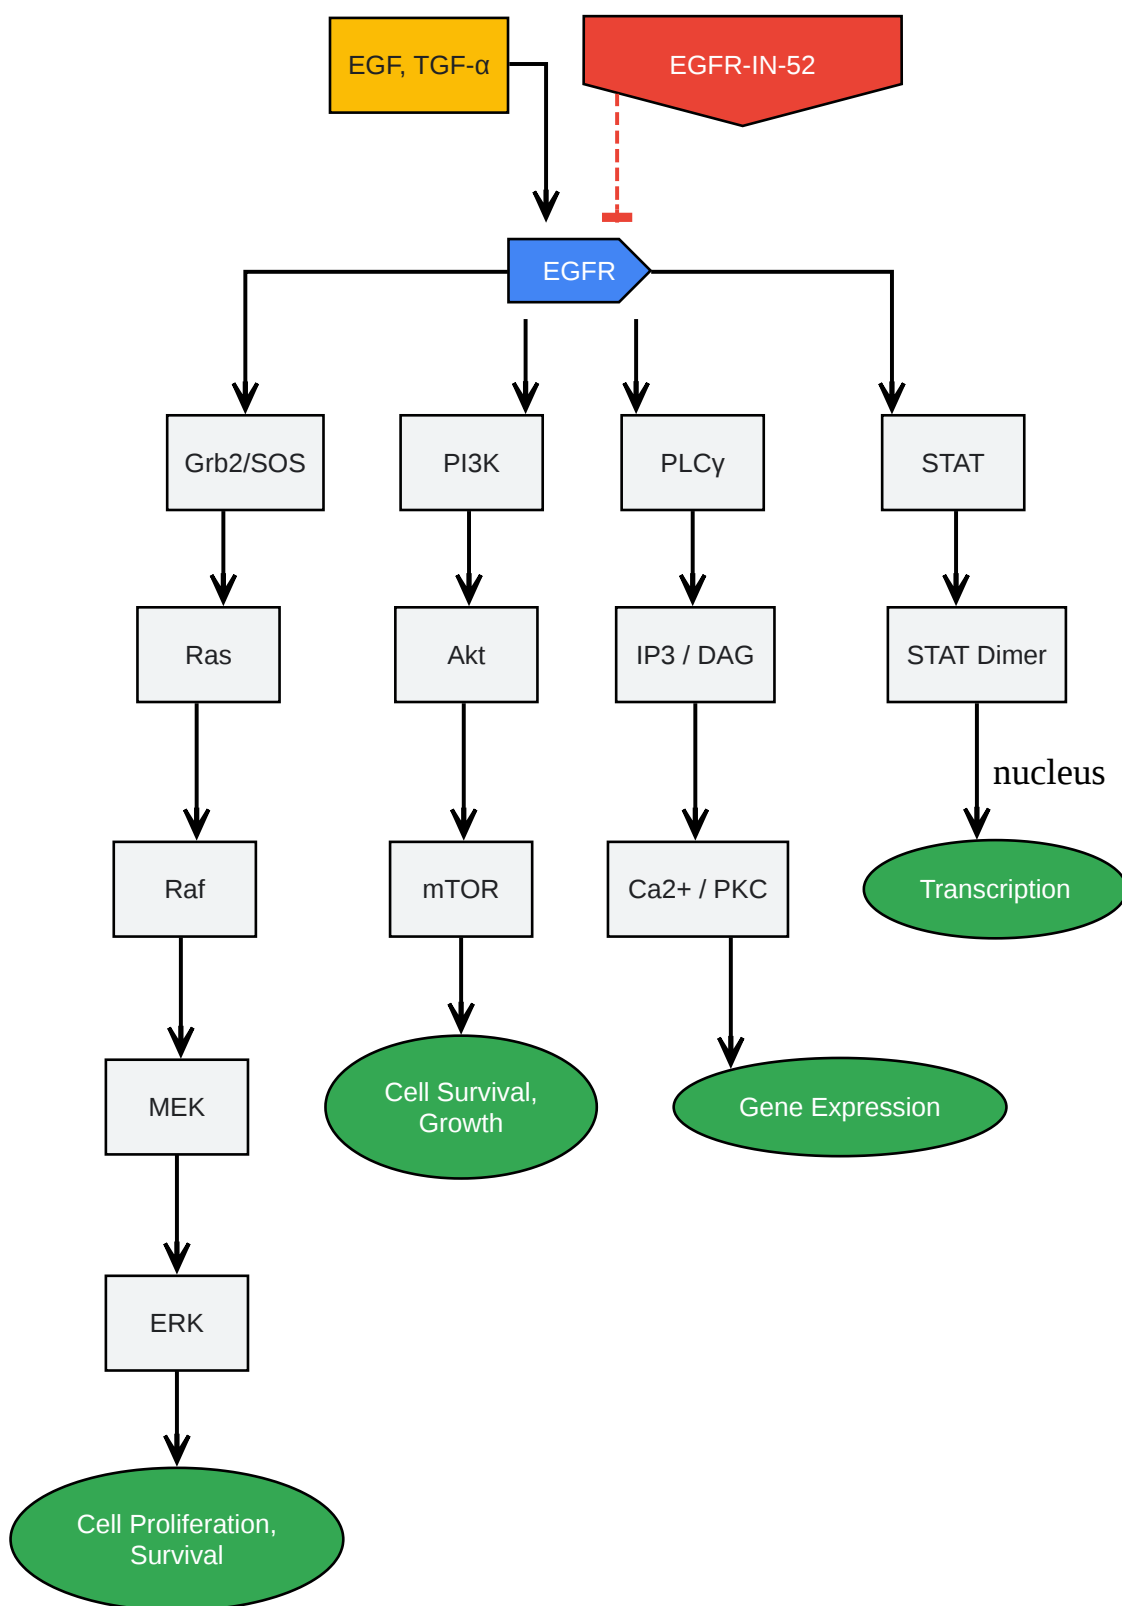 EGF, TGF-α
EGFR-IN-52
EGFR
Grb2/SOS
PI3K
PLCγ
STAT
Ras
Akt
IP3 / DAG
STAT Dimer
nucleus
Raf
mTOR
Ca2+ / PKC
Transcription
MEK
Cell Survival,
Growth
Gene Expression
ERK
Cell Proliferation,
Survival